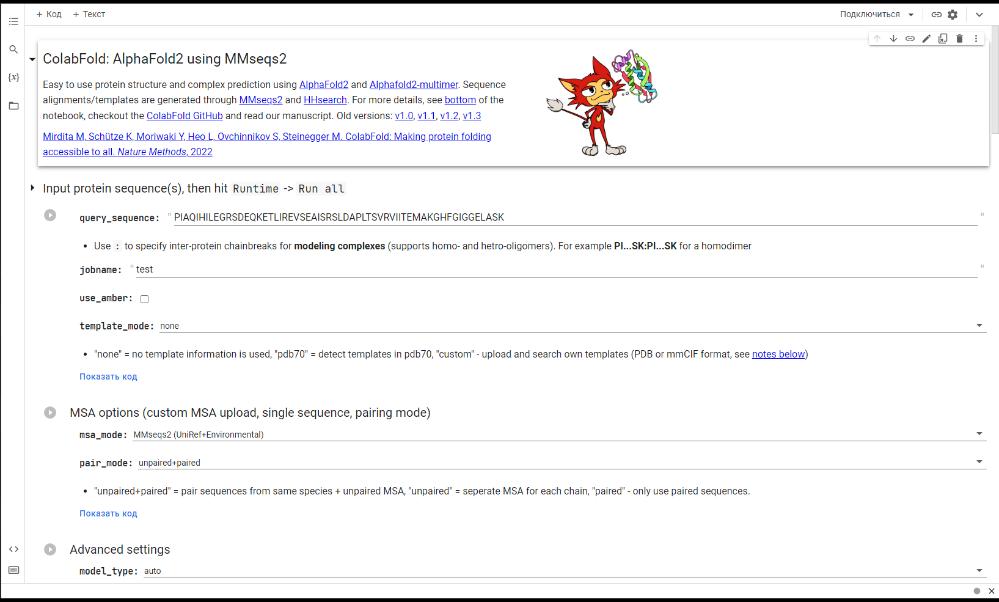 + Код + Текст
Подключиться
{x}
ColabFold: AlphaFold2 using MMseqs2
Easy to use protein structure and complex prediction using AlphaFold2 and Alphafold2-multimer. Sequence
alignments/templates are generated through MMseqs2 and HHsearch. For more details, see bottom of the
notebook, checkout the ColabFold GitHub and read our manuscript. Old versions: v1.0, v1.1, v1.2, v1.3
Mirdita M, Schütze K, Moriwaki Y, Heo L, Ovchinnikov S, Steinegger M. ColabFold: Making protein folding
accessible to all. Nature Methods, 2022
Input protein sequence(s), then hit Runtime -> Run all
query_sequence: " PIAQIHILEGRSDEQKETLIREVSEAISRSLDAPLTSVRVIITEMAKGHFGIGGELASK "
• Use : to specify inter-protein chainbreaks for modeling complexes (supports homo- and hetro-oligomers). For example PI...SK:PI...SK for a homodimer
jobname: " test "
use_amber:
template_mode: none
• "none" = no template information is used, "pdb70" = detect templates in pdb70, "custom" - upload and search own templates (PDB or mmCIF format, see notes below)
Показать код
MSA options (custom MSA upload, single sequence, pairing mode)
msa_mode: MMseqs2 (UniRef+Environmental)
pair_mode: unpaired+paired
• "unpaired+paired" = pair sequences from same species + unpaired MSA, "unpaired" = seperate MSA for each chain, "paired" - only use paired sequences.
Показать код
Advanced settings
model_type: auto